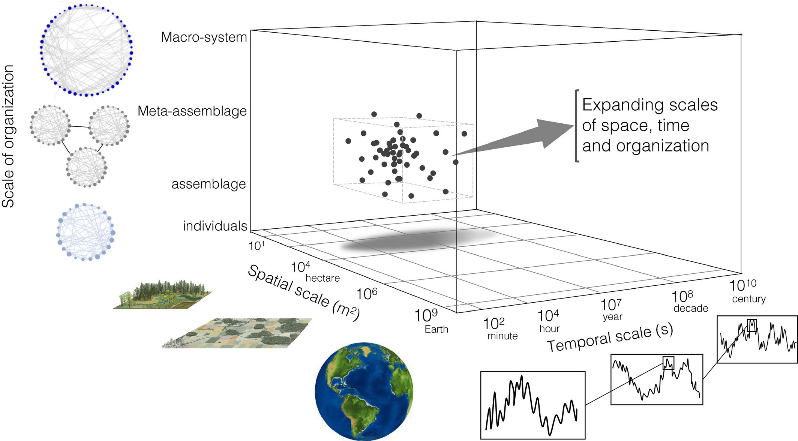 Scale of organization
Macro-system
Meta-assemblage
assemblage
individuals
Expanding scales
of space, time
and organization
10¹
10⁴
hectare
10⁶
10⁹
Earth
Spatial scale (m²)
10²
minute
10⁴
hour
10⁷
year
10⁸
decade
10¹⁰
century
Temporal scale (s)